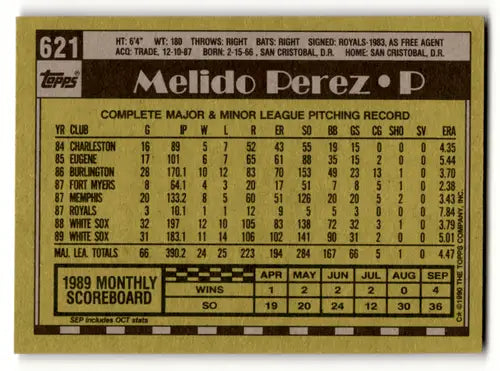 621
HT: 6'4" WT: 180 THROWS: RIGHT BATS: RIGHT SIGNED: ROYALS-1983, AS FREE AGENT
ACQ: TRADE, 12-10-87 BORN: 2-15-66, SAN CRISTOBAL, D.R. HOME: SAN CRISTOBAL, D.R.
TOPPS
Melido Perez • P
COMPLETE MAJOR & MINOR LEAGUE PITCHING RECORD
YR CLUB G IP W L R ER SO BB GS CG SHO SV ERA
84 CHARLESTON 16 89 5 7 52 43 55 19 15 0 0 0 4.35
85 EUGENE 17 101 6 7 65 61 88 35 15 2 0 0 5.44
86 BURLINGTON 28 170.1 10 12 83 70 153 49 23 13 1 0 3.70
87 FORT MYERS 8 64.1 4 3 20 17 51 7 8 5 1 0 2.38
87 MEMPHIS 20 133.2 8 5 60 51 126 20 20 5 2 0 3.43
87 ROYALS 3 10.1 1 1 12 9 5 5 3 0 0 0 7.84
88 WHITE SOX 32 197 12 10 105 83 138 72 32 3 1 0 3.79
89 WHITE SOX 31 183.1 11 14 106 102 141 90 31 2 0 0 5.01
MAJ. LEA. TOTALS 66 390.2 24 25 223 194 284 167 66 5 1 0 4.47
1989 MONTHLY SCOREBOARD APR MAY JUN JUL AUG SEP
WINS 1 2 2 2 0 4
SO 19 20 24 12 30 36
SEP includes OCT stats
C* © 1990 THE TOPPS COMPANY, INC.